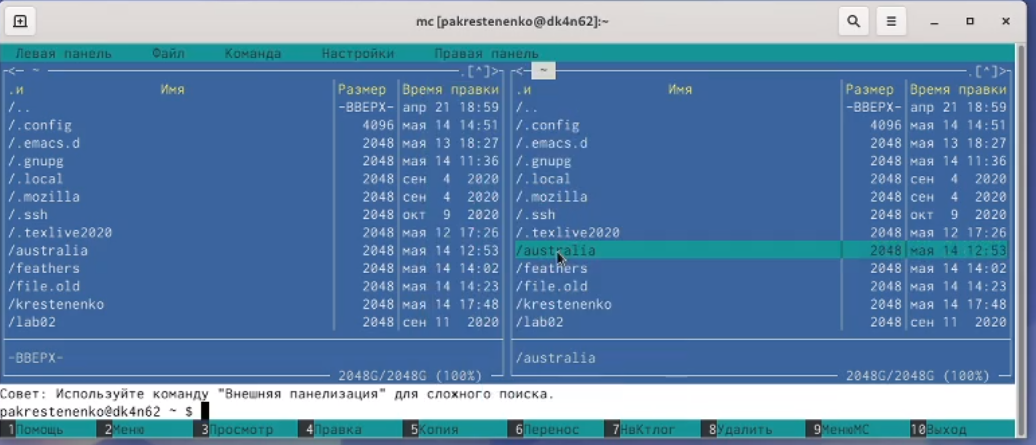 mc [pakrestenenko@dk4n62]:~
Левая панель Файл Команда Настройки Правая панель
<— ~ .[^]> <— ~ .[^]>
.и Имя Размер Время правки .и Имя Размер Время правки
/.. -ВВЕРХ- апр 21 18:59 /.. -ВВЕРХ- апр 21 18:59
/.config 4096 мая 14 14:51 /.config 4096 мая 14 14:51
/.emacs.d 2048 мая 13 18:27 /.emacs.d 2048 мая 13 18:27
/.gnupg 2048 мая 14 11:36 /.gnupg 2048 мая 14 11:36
/.local 2048 сен 4 2020 /.local 2048 сен 4 2020
/.mozilla 2048 сен 4 2020 /.mozilla 2048 сен 4 2020
/.ssh 2048 окт 9 2020 /.ssh 2048 окт 9 2020
/.texlive2020 2048 мая 12 17:26 /.texlive2020 2048 мая 12 17:26
/australia 2048 мая 14 12:53 /australia 2048 мая 14 12:53
/feathers 2048 мая 14 14:02 /feathers 2048 мая 14 14:02
/file.old 2048 мая 14 14:23 /file.old 2048 мая 14 14:23
/krestenenko 2048 мая 14 17:48 /krestenenko 2048 мая 14 17:48
/lab02 2048 сен 11 2020 /lab02 2048 сен 11 2020
-ВВЕРХ- /australia
2048G/2048G (100%) 2048G/2048G (100%)
Совет: Используйте команду "Внешняя панелизация" для сложного поиска.
pakrestenenko@dk4n62 ~ $
1Помощь 2Меню 3Просмотр 4Правка 5Копия 6Перенос 7НвКтлог 8Удалить 9МенюMC 10Выход